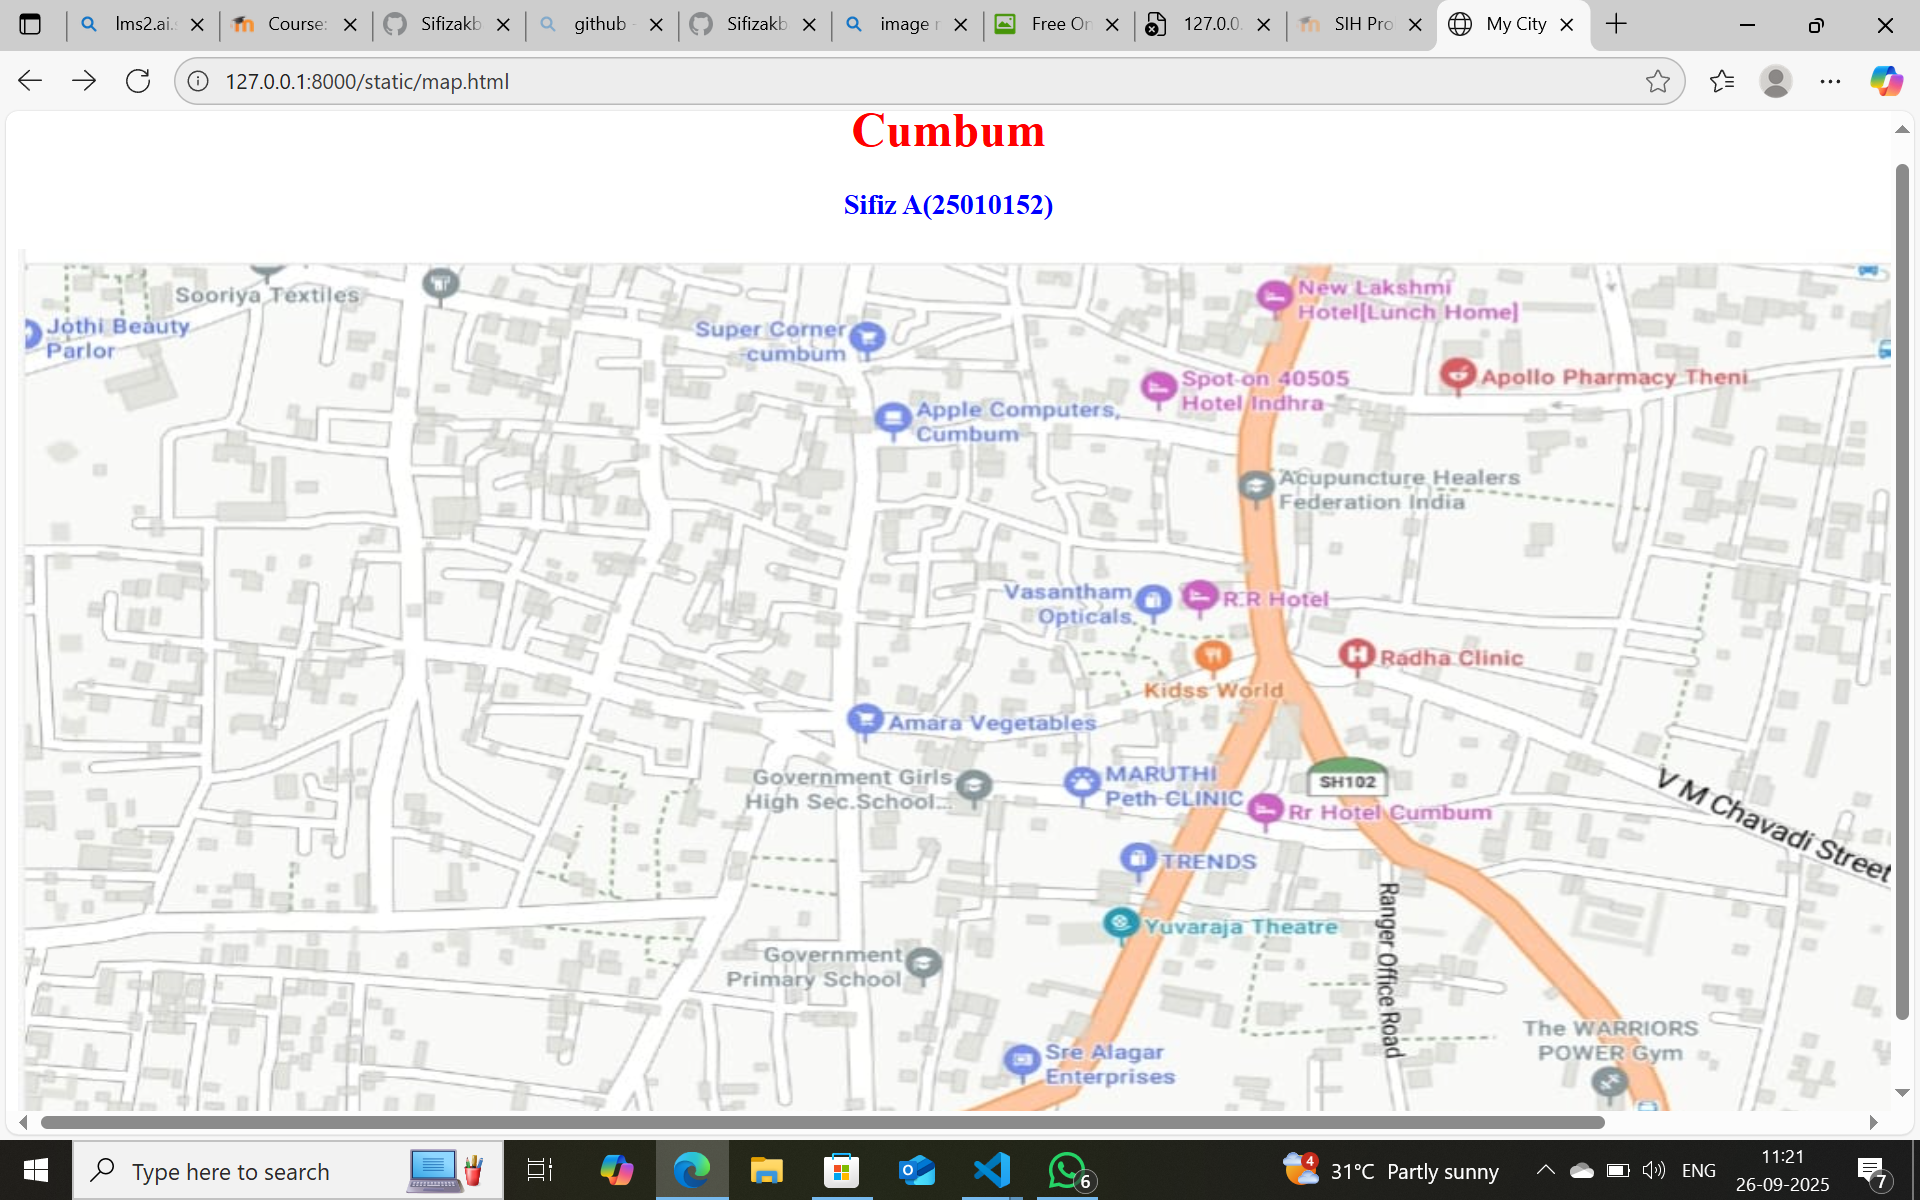 lms2.ai.
Course:
Sifizakb
github -
Sifizakb
image r
Free On
127.0.0.
SIH Pro
My City
127.0.0.1:8000/static/map.html
Cumbum
Sifiz A(25010152)
Sooriya Textiles
Jothi Beauty
Parlor
Super Corner
-cumbum
New Lakshmi
Hotel[Lunch Home]
Spot-on 40505
Hotel Indhra
Apollo Pharmacy Theni
Apple Computers,
Cumbum
Acupuncture Healers
Federation India
Vasantham
Opticals
R.R Hotel
Radha Clinic
Kidss World
Amara Vegetables
Government Girls
High Sec.School...
MARUTHI
Peth CLINIC
SH102
Rr Hotel Cumbum
V M Chavadi Street
TRENDS
Ranger Office Road
Yuvaraja Theatre
Government
Primary School
The WARRIORS
POWER Gym
Sre Alagar
Enterprises
Type here to search
6
4
31°C Partly sunny
ENG
11:21
26-09-2025
7